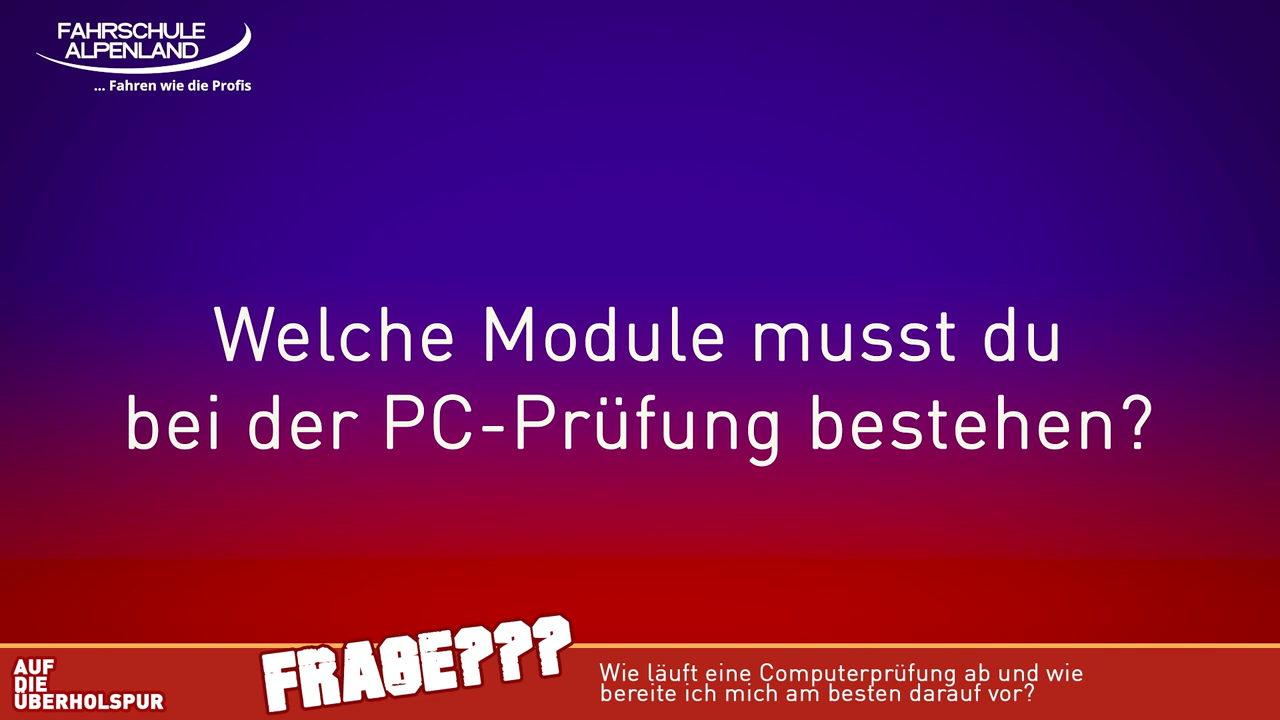 FAHRSCHULE
ALPENLAND
... Fahren wie die Profis
Welche Module musst du
bei der PC-Prüfung bestehen?
AUF
DIE
ÜBERHOLSPUR
FRAGE???
Wie läuft eine Computerprüfung ab und wie
bereite ich mich am besten darauf vor?